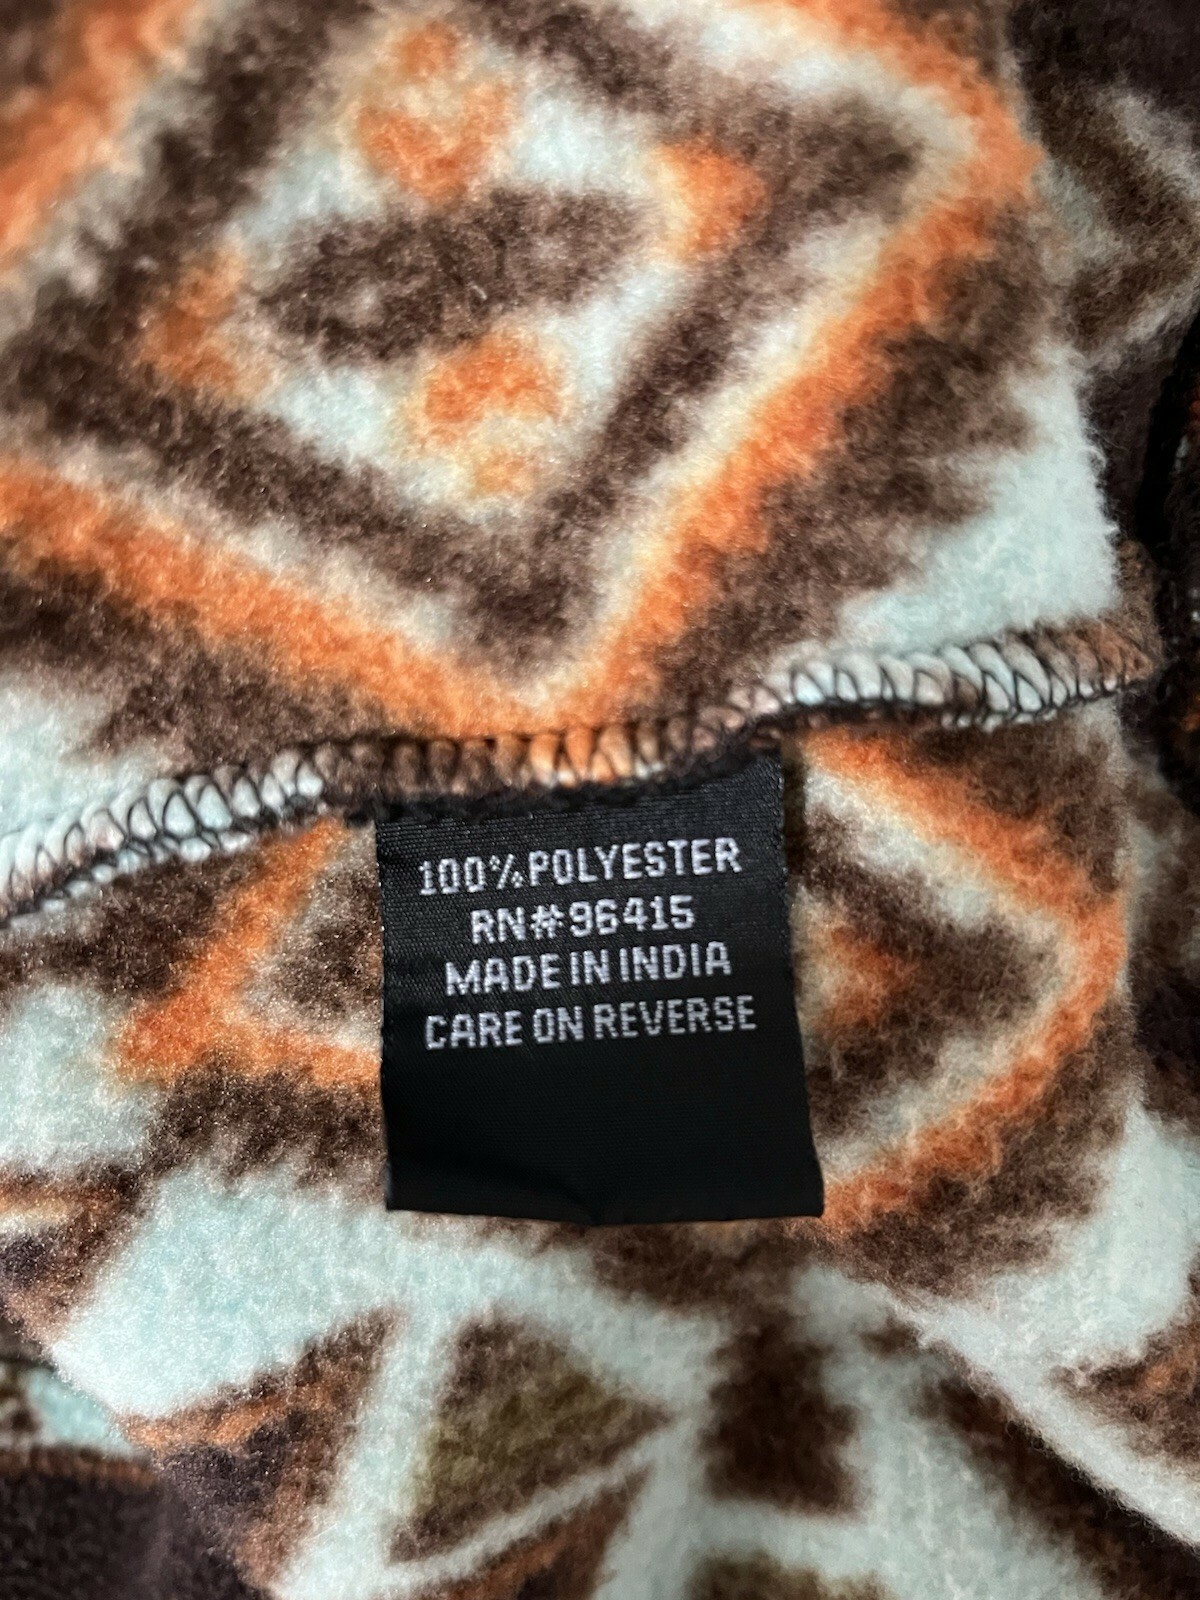 100% POLYESTER
RN#96415
MADE IN INDIA
CARE ON REVERSE